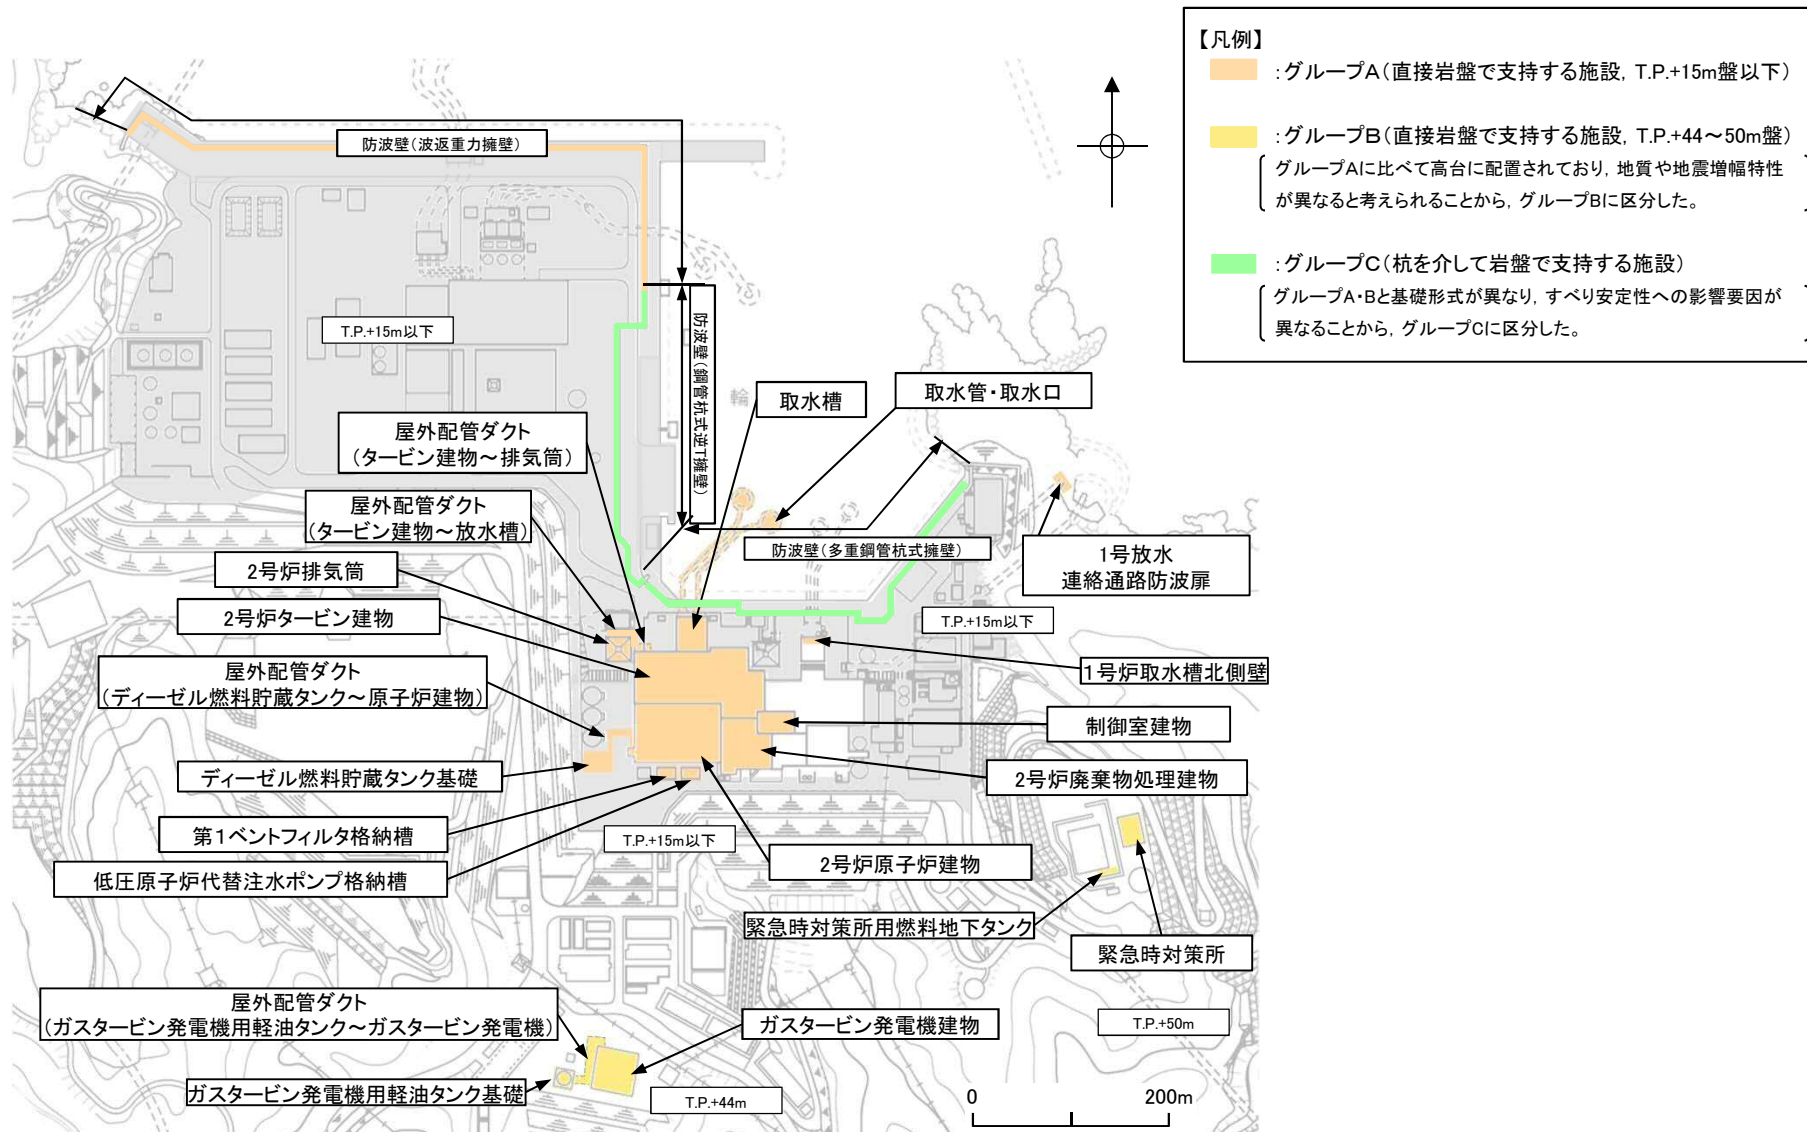 【凡例】
:グループA(直接岩盤で支持する施設, T.P.+15m盤以下)
:グループB(直接岩盤で支持する施設, T.P.+44～50m盤)
グループAに比べて高台に配置されており, 地質や地震増幅特性
が異なると考えられることから, グループBに区分した。
:グループC(杭を介して岩盤で支持する施設)
グループA・Bと基礎形式が異なり, すべり安定性への影響要因が
異なることから, グループCに区分した。
防波壁(波返重力擁壁)
T.P.+15m以下
防波壁(鋼管杭式逆T擁壁)
輪
取水槽
取水管・取水口
屋外配管ダクト
(タービン建物～排気筒)
屋外配管ダクト
(タービン建物～放水槽)
防波壁(多重鋼管杭式擁壁)
1号放水
連絡通路防波扉
2号炉排気筒
2号炉タービン建物
T.P.+15m以下
屋外配管ダクト
(ディーゼル燃料貯蔵タンク～原子炉建物)
1号炉取水槽北側壁
制御室建物
ディーゼル燃料貯蔵タンク基礎
2号炉廃棄物処理建物
第1ベントフィルタ格納槽
T.P.+15m以下
2号炉原子炉建物
低圧原子炉代替注水ポンプ格納槽
緊急時対策所用燃料地下タンク
緊急時対策所
屋外配管ダクト
(ガスタービン発電機用軽油タンク～ガスタービン発電機)
ガスタービン発電機建物
T.P.+50m
ガスタービン発電機用軽油タンク基礎
T.P.+44m
0 200m